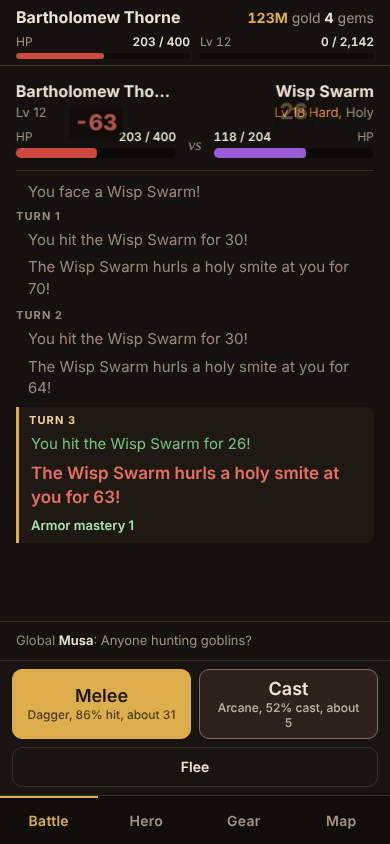 Bartholomew Thorne
123M gold 4 gems
HP 203 / 400
Lv 12 0 / 2,142
Bartholomew Tho...
Wisp Swarm
Lv 12
Lv 18 Hard, Holy
-63
26
HP 203 / 400
vs
118 / 204 HP
You face a Wisp Swarm!
TURN 1
You hit the Wisp Swarm for 30!
The Wisp Swarm hurls a holy smite at you for
70!
TURN 2
You hit the Wisp Swarm for 30!
The Wisp Swarm hurls a holy smite at you for
64!
TURN 3
You hit the Wisp Swarm for 26!
The Wisp Swarm hurls a holy smite at
you for 63!
Armor mastery 1
Global Musa: Anyone hunting goblins?
Melee
Dagger, 86% hit, about 31
Cast
Arcane, 52% cast, about
5
Flee
Battle Hero Gear Map